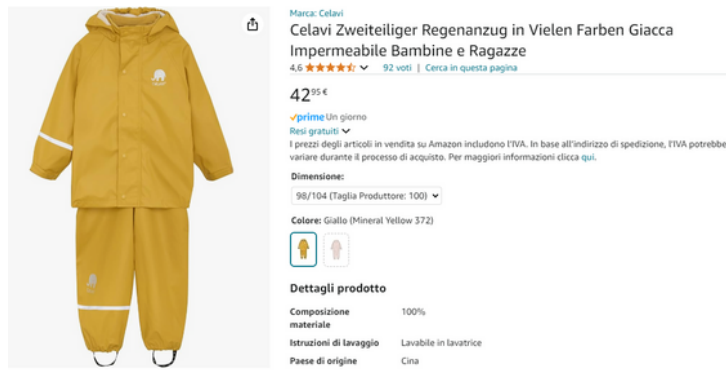 Marca: Celavi
Celavi Zweiteiliger Regenanzug in Vielen Farben Giacca
Impermeabile Bambine e Ragazze
4,6 92 voti | Cerca in questa pagina
42 95 €
prime Un giorno
Resi gratuiti
I prezzi degli articoli in vendita su Amazon includono l'IVA. In base all'indirizzo di spedizione, l'IVA potrebbe
variare durante il processo di acquisto. Per maggiori informazioni clicca qui.
Dimensione:
98/104 (Taglia Produttore: 100)
Colore: Giallo (Mineral Yellow 372)
Dettagli prodotto
Composizione 100%
materiale
Istruzioni di lavaggio Lavabile in lavatrice
Paese di origine Cina